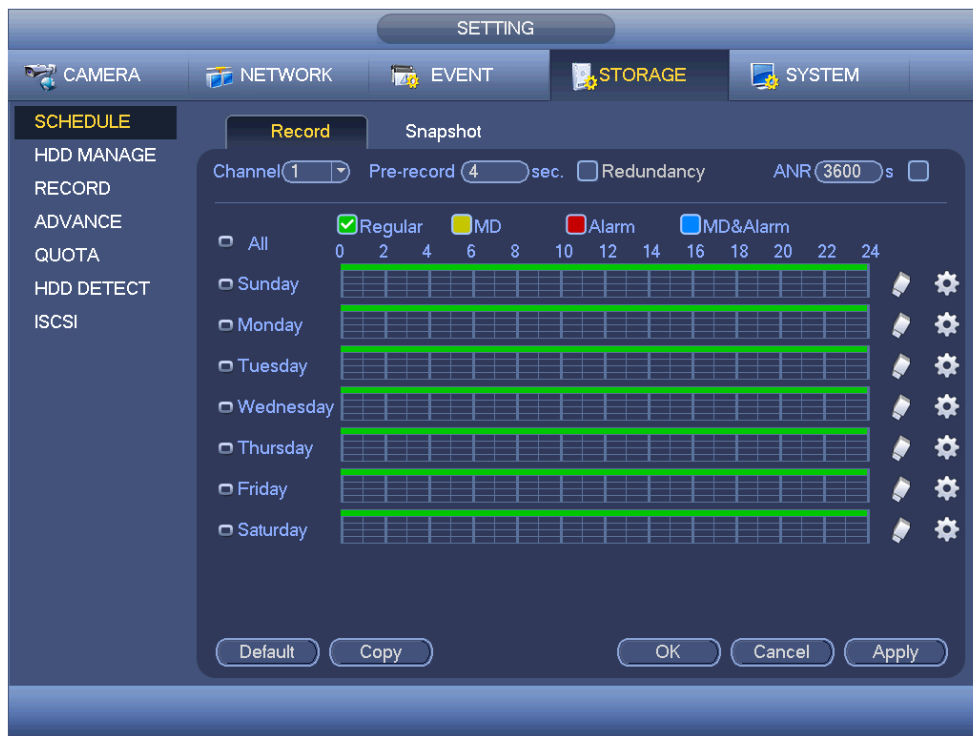 SETTING
CAMERA NETWORK EVENT STORAGE SYSTEM
SCHEDULE
HDD MANAGE
RECORD
ADVANCE
QUOTA
HDD DETECT
ISCSI
Record Snapshot
Channel 1 Pre-record 4 sec. Redundancy ANR 3600 s
Regular MD Alarm MD&Alarm
All 0 2 4 6 8 10 12 14 16 18 20 22 24
Sunday
Monday
Tuesday
Wednesday
Thursday
Friday
Saturday
Default Copy OK Cancel Apply